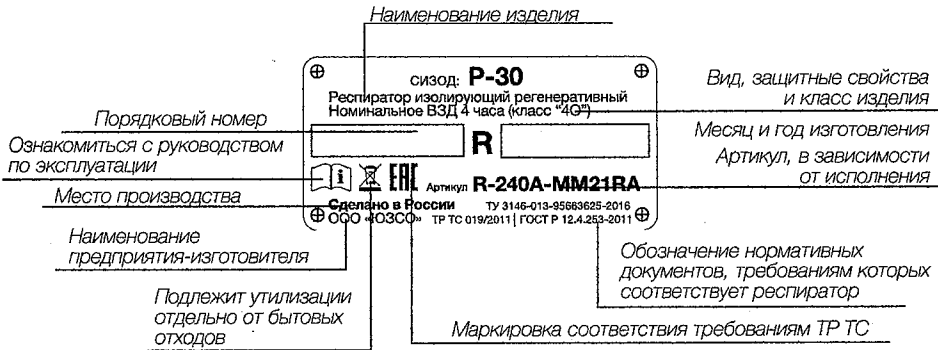 Наименование изделия
СИЗОД: Р-30
Респиратор изолирующий регенеративный
Номинальное ВЗД 4 часа (класс "4G")
Вид, защитные свойства
и класс изделия
Порядковый номер
R
Месяц и год изготовления
Ознакомиться с руководством
по эксплуатации
i
EAC
Артикул R-240A-MM21RA
Артикул, в зависимости
от исполнения
Место производства
Сделано в России
ТУ 3146-013-95663625-2016
ООО «ЮЗСО»
ТР ТС 019/2011 | ГОСТ Р 12.4.253-2011
Наименование
предприятия-изготовителя
Обозначение нормативных
документов, требованиям которых
соответствует респиратор
Подлежит утилизации
отдельно от бытовых
отходов
Маркировка соответствия требованиям ТР ТС